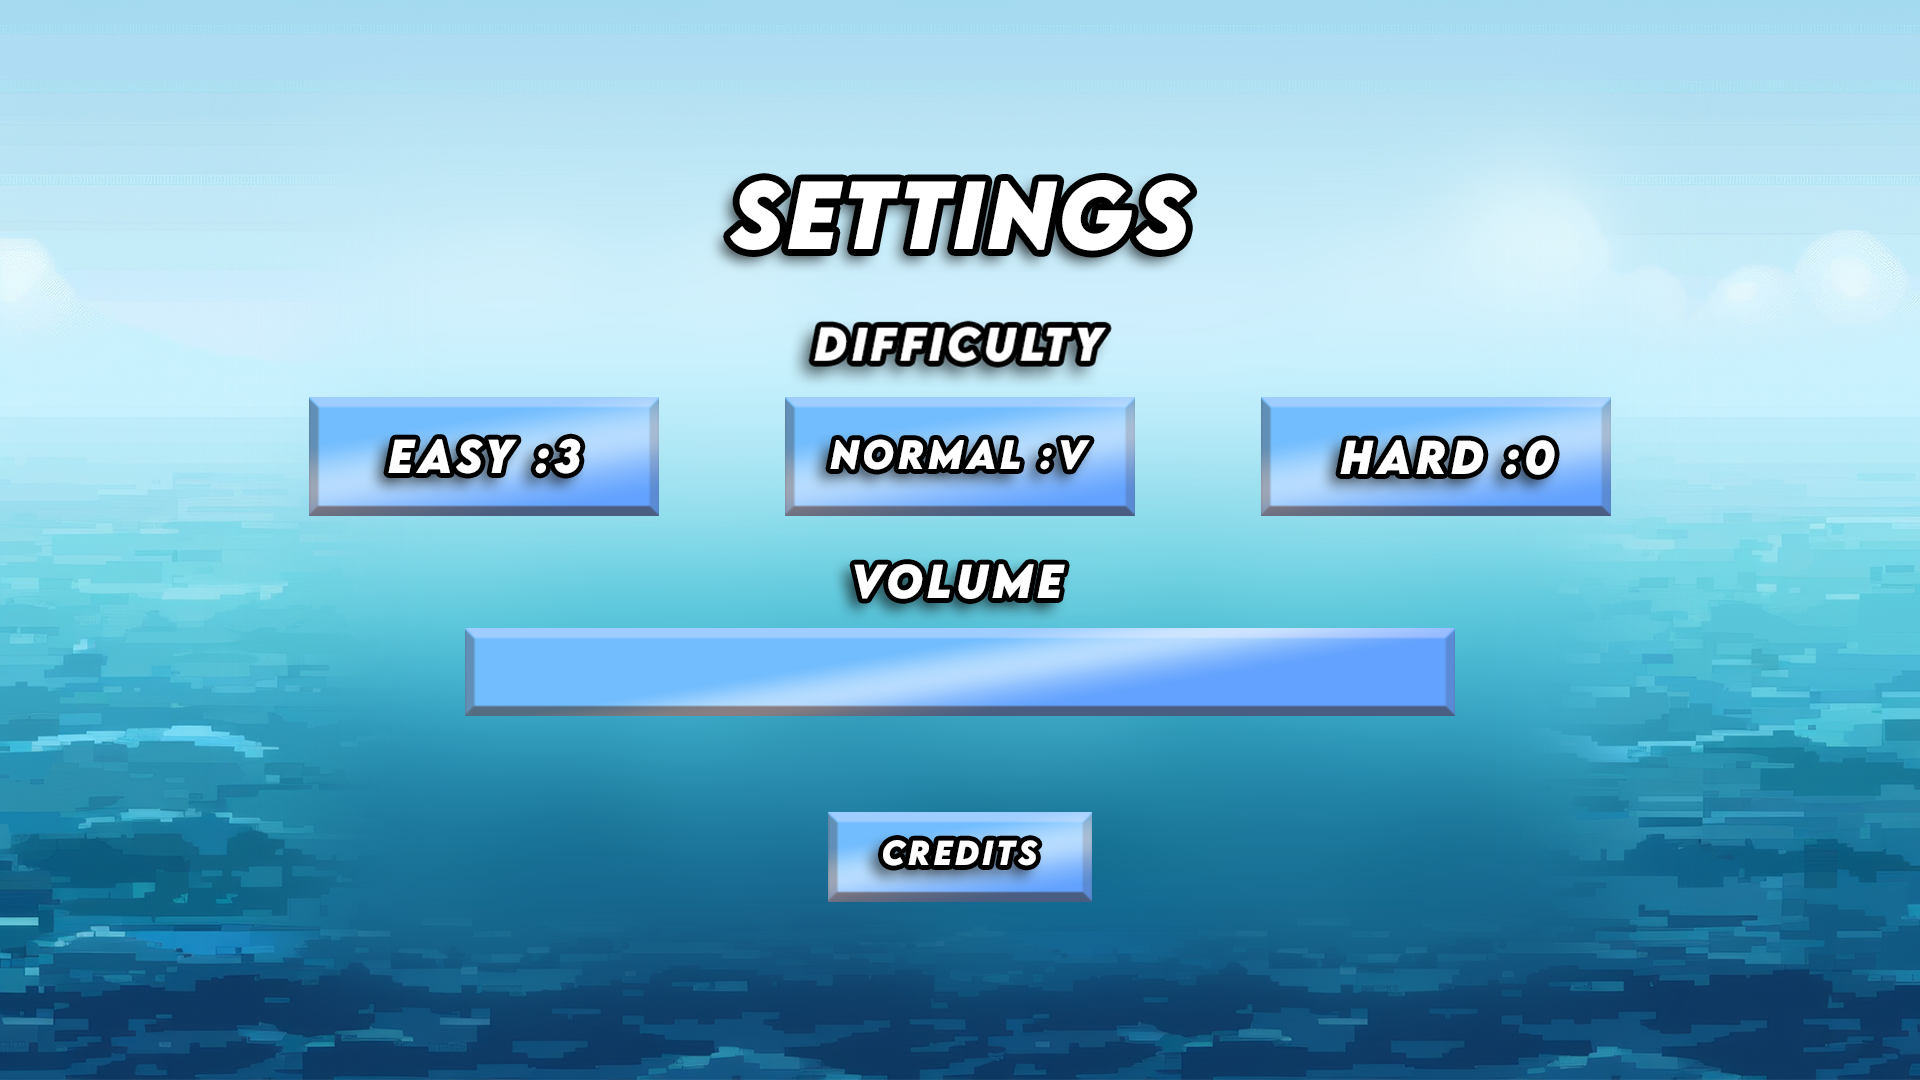 SETTINGS
DIFFICULTY
EASY :3
NORMAL :V
HARD :O
VOLUME
CREDITS